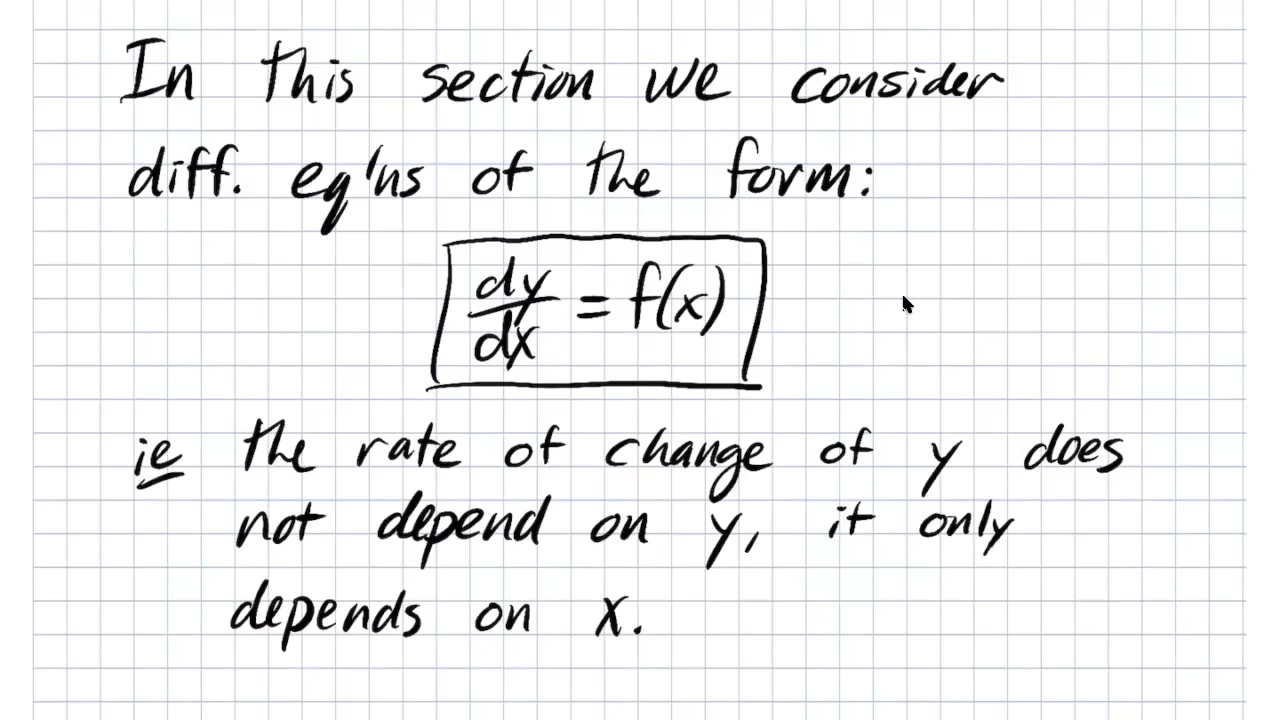 In this section we consider
diff. eq'ns of the form:
dy/dx = f(x)
ie the rate of change of y does
not depend on y, it only
depends on x.